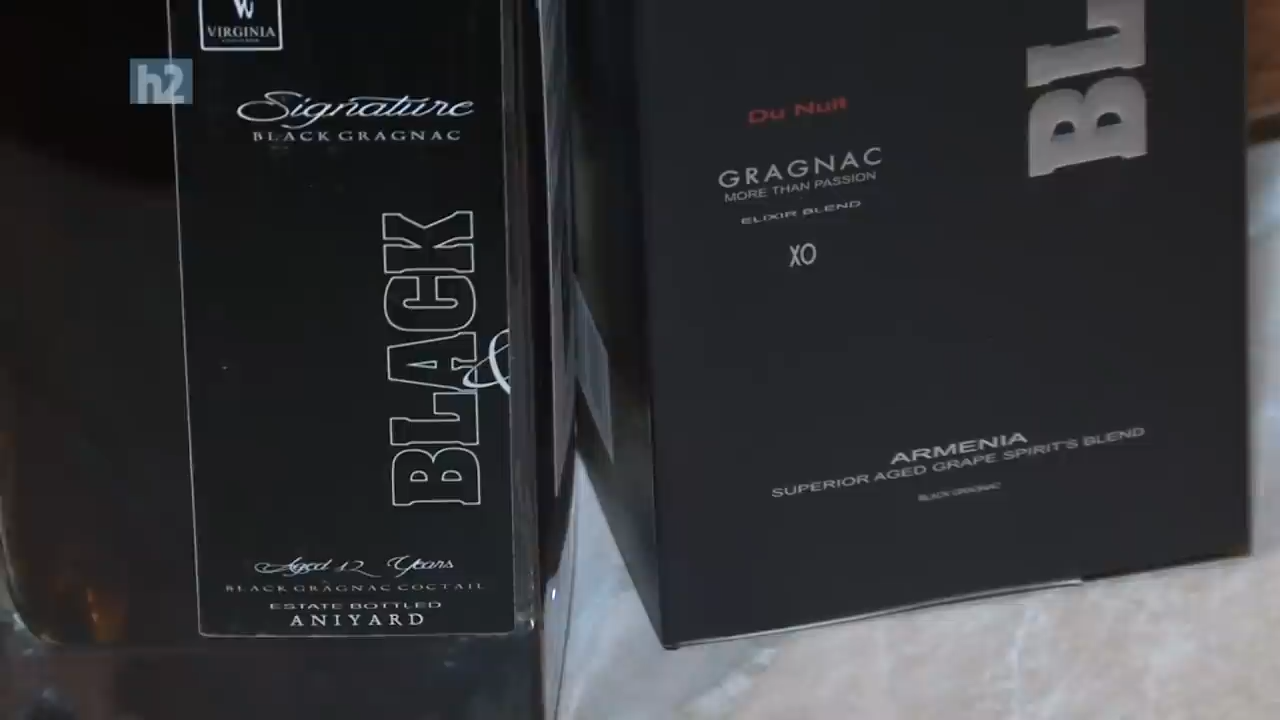 VIRGINIA
h2
Signature
BLACK GRAGNAC
BLACK
&
Aged 12 Years
BLACK GRAGNAC COCTAIL
ESTATE BOTTLED
ANIYARD
BL
Du Nuit
GRAGNAC
MORE THAN PASSION
ELIXIR BLEND
XO
ARMENIA
SUPERIOR AGED GRAPE SPIRIT'S BLEND
BLACK GRAGNAC